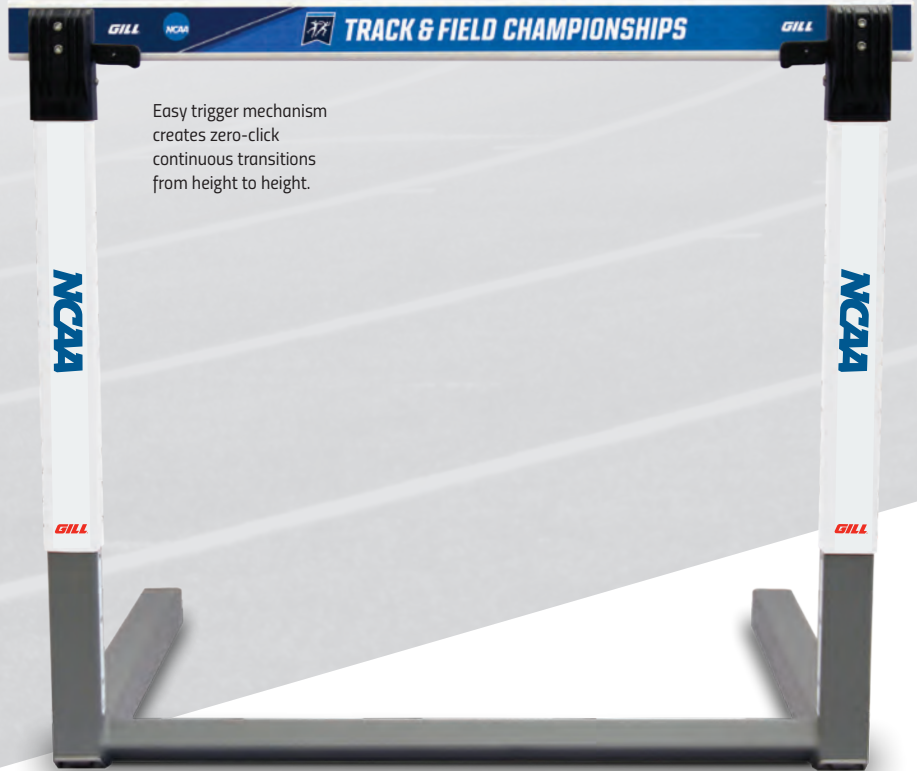 GILL NCAA TRACK & FIELD CHAMPIONSHIPS GILL
Easy trigger mechanism
creates zero-click
continuous transitions
from height to height.
NCAA
NCAA
GILL
GILL